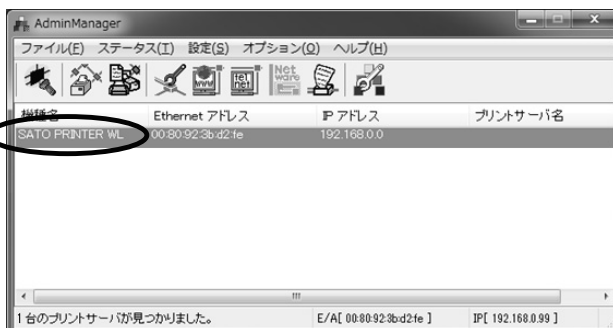 AdminManager
ファイル(F) ステータス(T) 設定(S) オプション(O) ヘルプ(H)
www
tel net
Net ware
機種名 Ethernet アドレス IP アドレス プリントサーバ名
SATO PRINTER WL 00:80:92:3b:d2:fe 192.168.0.0
1 台のプリントサーバが見つかりました。 E/A[ 00:80:92:3b:d2:fe ] IP[ 192.168.0.99 ]